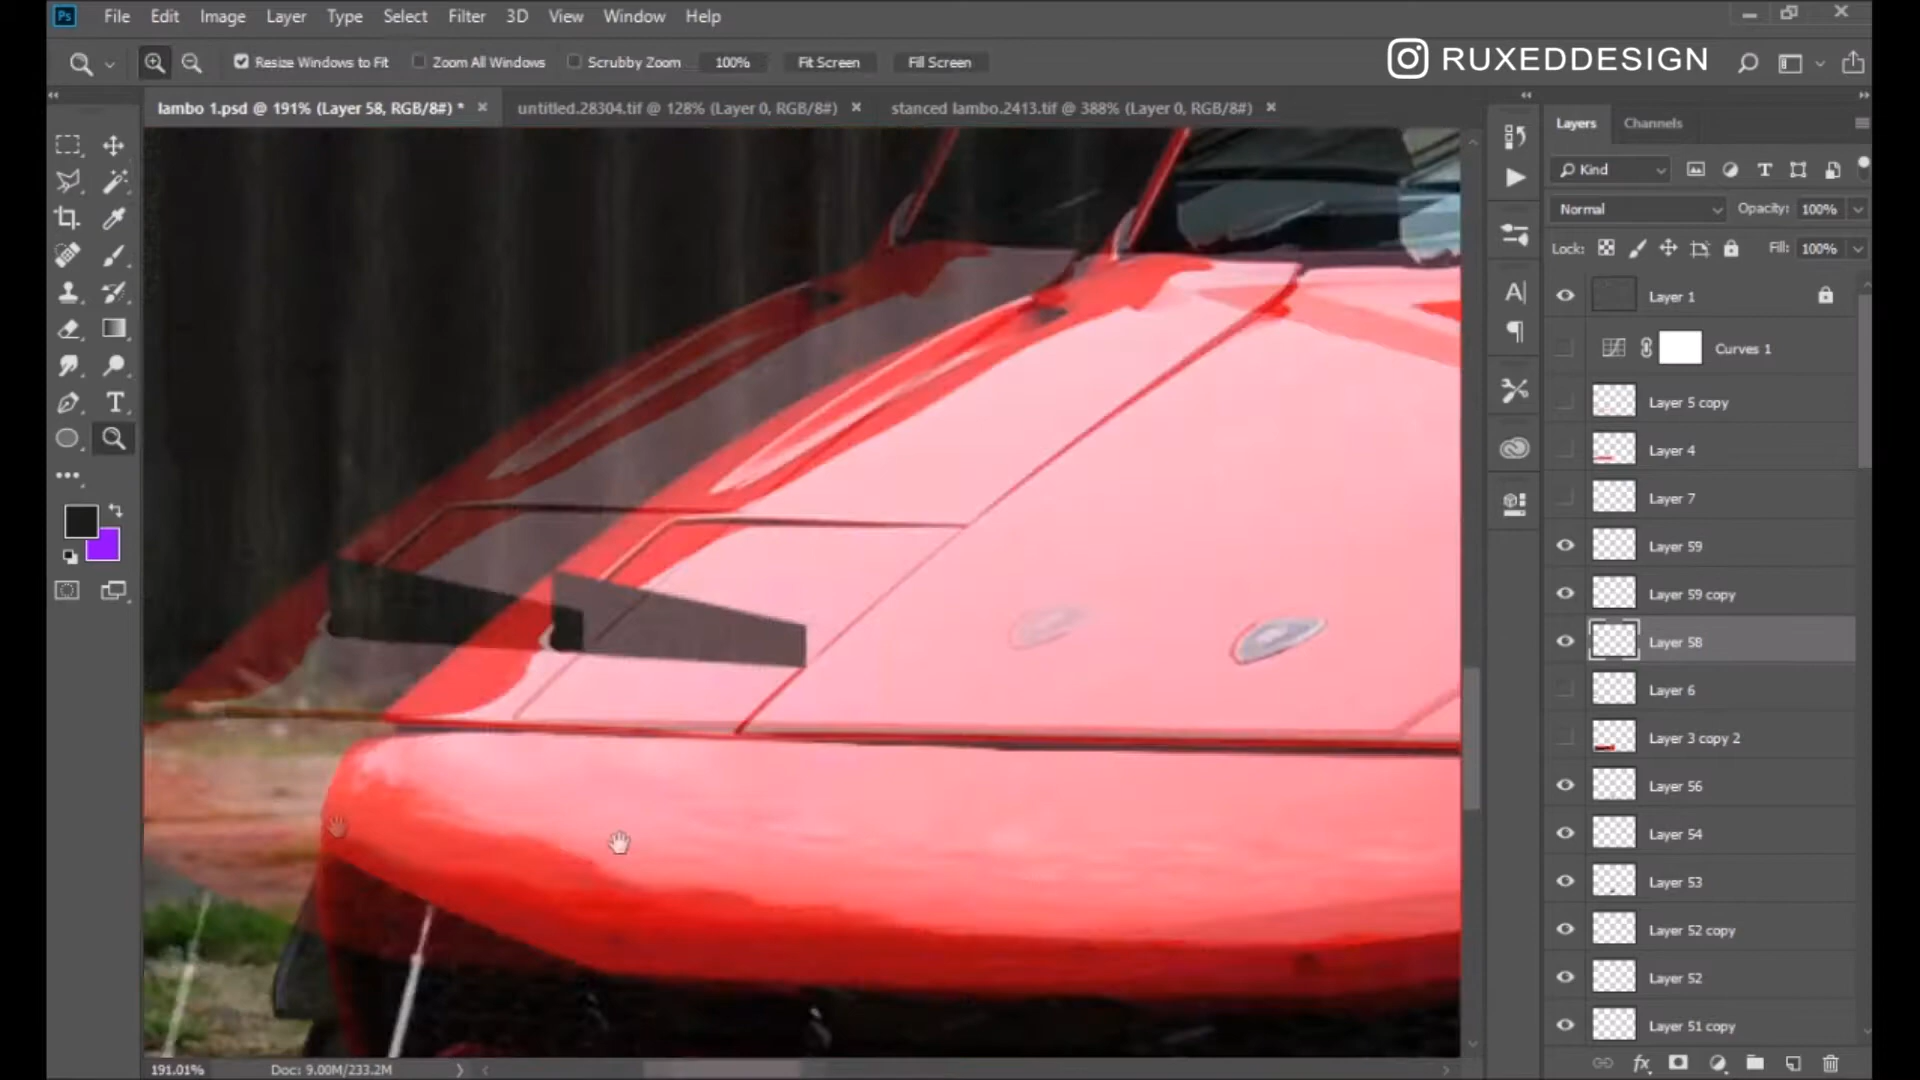 Ps File Edit Image Layer Type Select Filter 3D View Window Help
Resize Windows to Fit Zoom All Windows Scrubby Zoom 100% Fit Screen Fill Screen
RUXEDDESIGN
lambo 1.psd @ 191% (Layer 58, RGB/8#) * untitled.28304.tif @ 128% (Layer 0, RGB/8#) stanced lambo.2413.tif @ 388% (Layer 0, RGB/8#)
Layers Channels
Kind
Normal Opacity: 100%
Lock: Fill: 100%
Layer 1
Curves 1
Layer 5 copy
Layer 4
Layer 7
Layer 59
Layer 59 copy
Layer 58
Layer 6
Layer 3 copy 2
Layer 56
Layer 54
Layer 53
Layer 52 copy
Layer 52
Layer 51 copy
191.01% Doc: 9.00M/233.2M